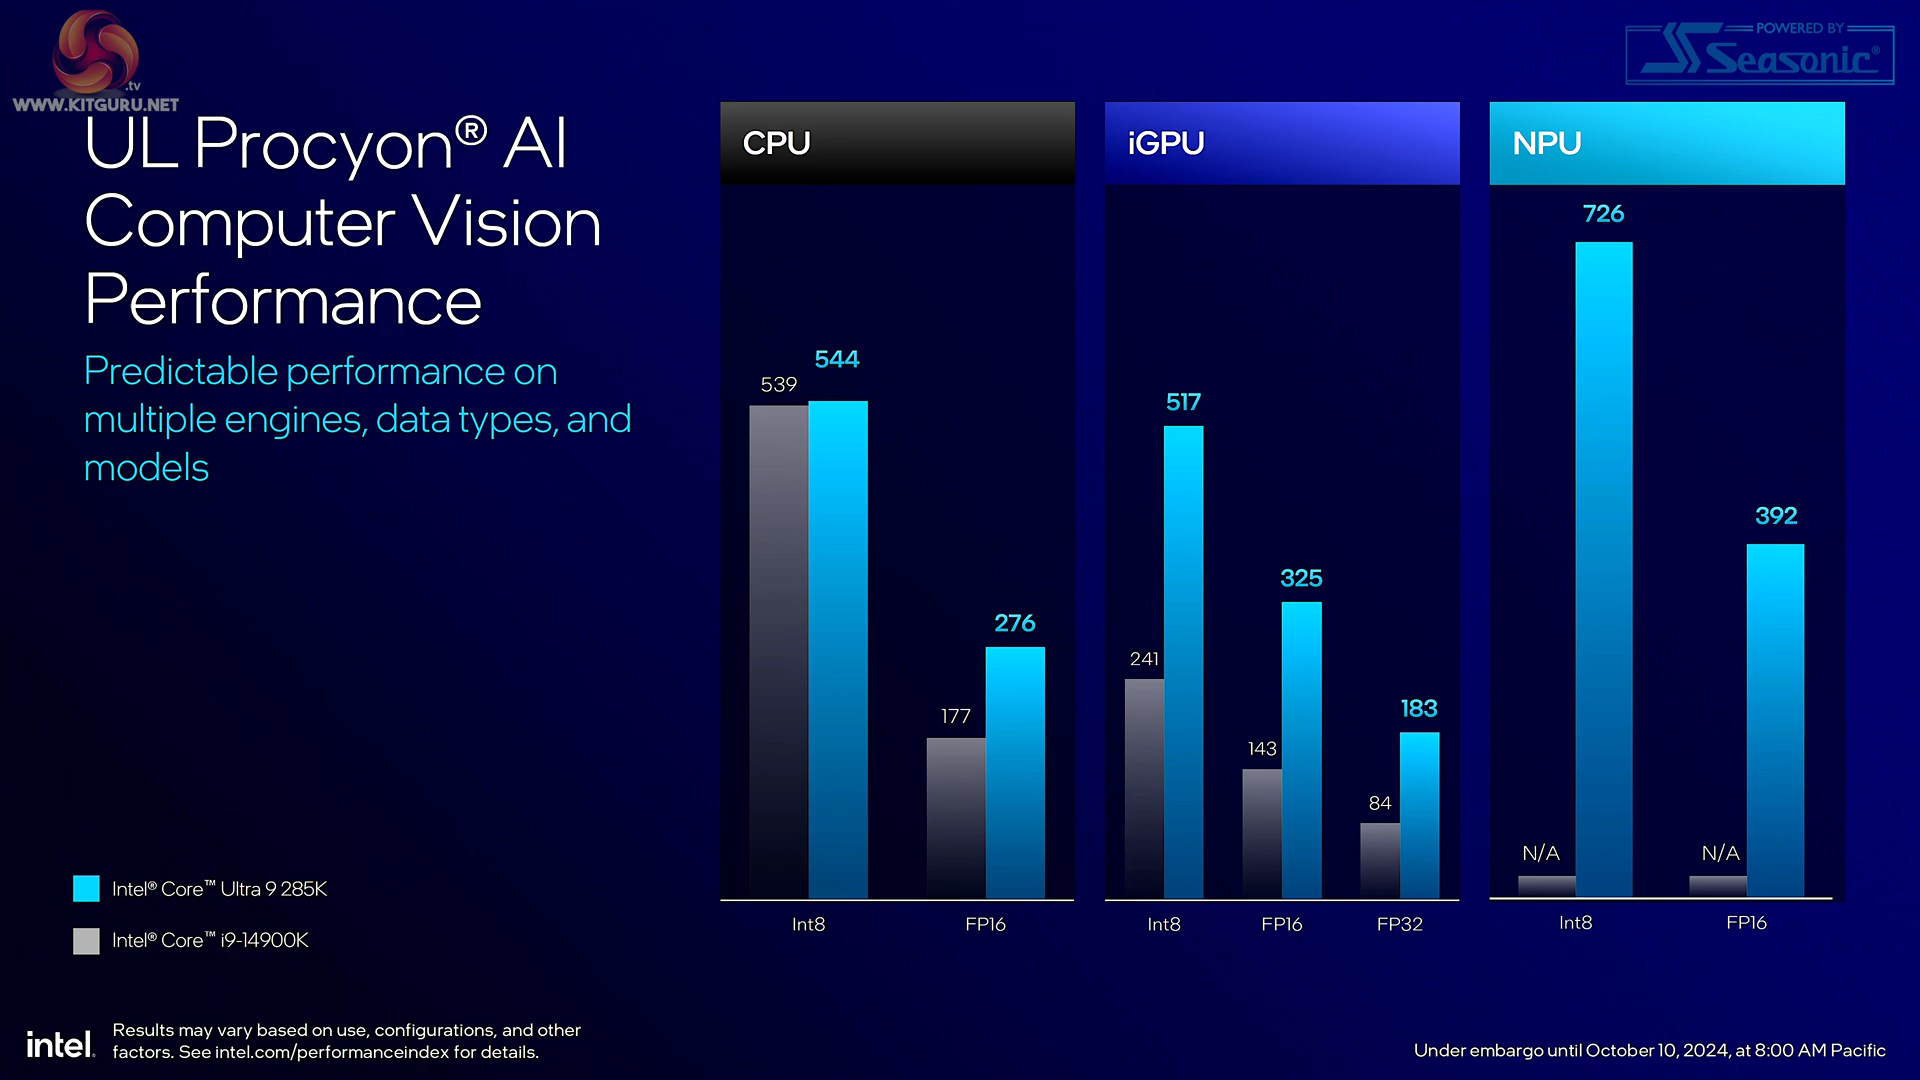 .tv
WWW.KITGURU.NET
POWERED BY
Seasonic®
UL Procyon® AI
Computer Vision
Performance
Predictable performance on
multiple engines, data types, and
models
Intel® Core™ Ultra 9 285K
Intel® Core™ i9-14900K
CPU
539
544
177
276
Int8
FP16
iGPU
241
517
143
325
84
183
Int8
FP16
FP32
NPU
N/A
726
N/A
392
Int8
FP16
intel.
Results may vary based on use, configurations, and other
factors. See intel.com/performanceindex for details.
Under embargo until October 10, 2024, at 8:00 AM Pacific